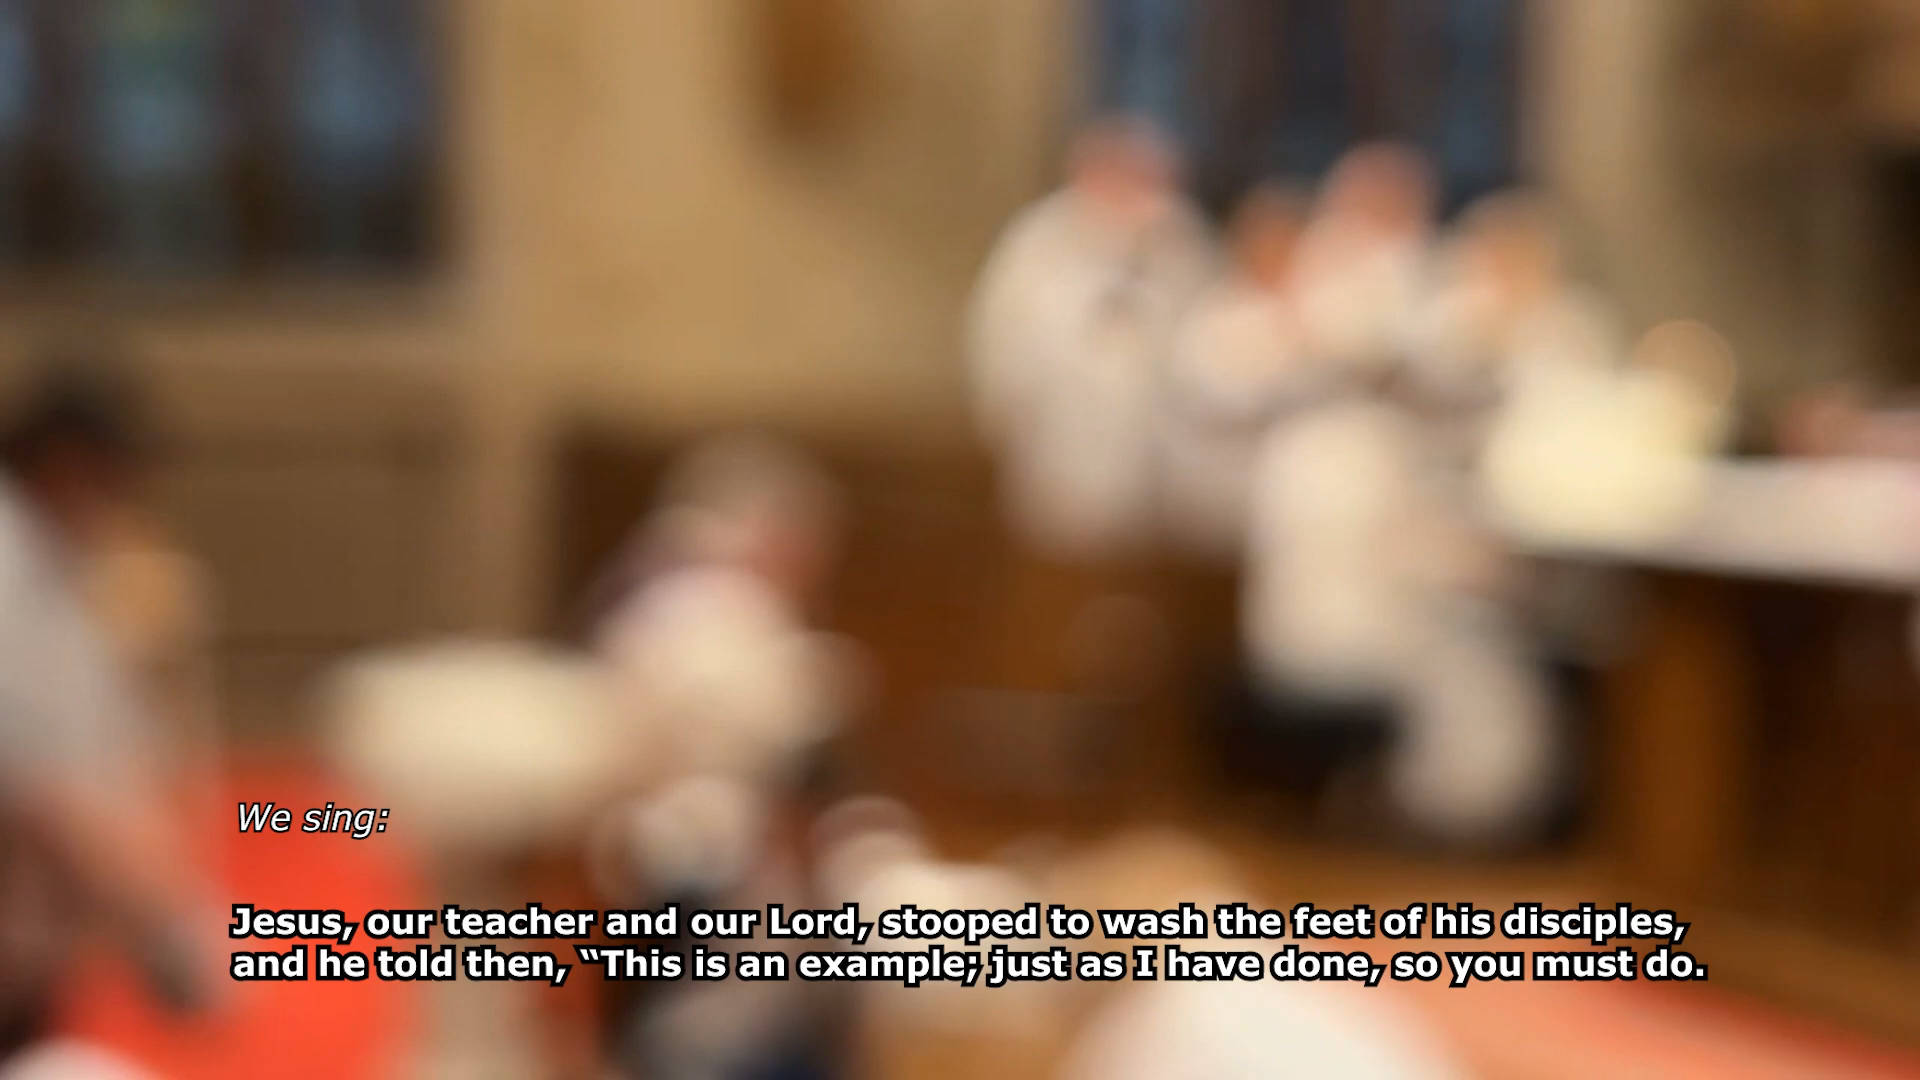 We sing:
Jesus, our teacher and our Lord, stooped to wash the feet of his disciples,
and he told then, “This is an example; just as I have done, so you must do.